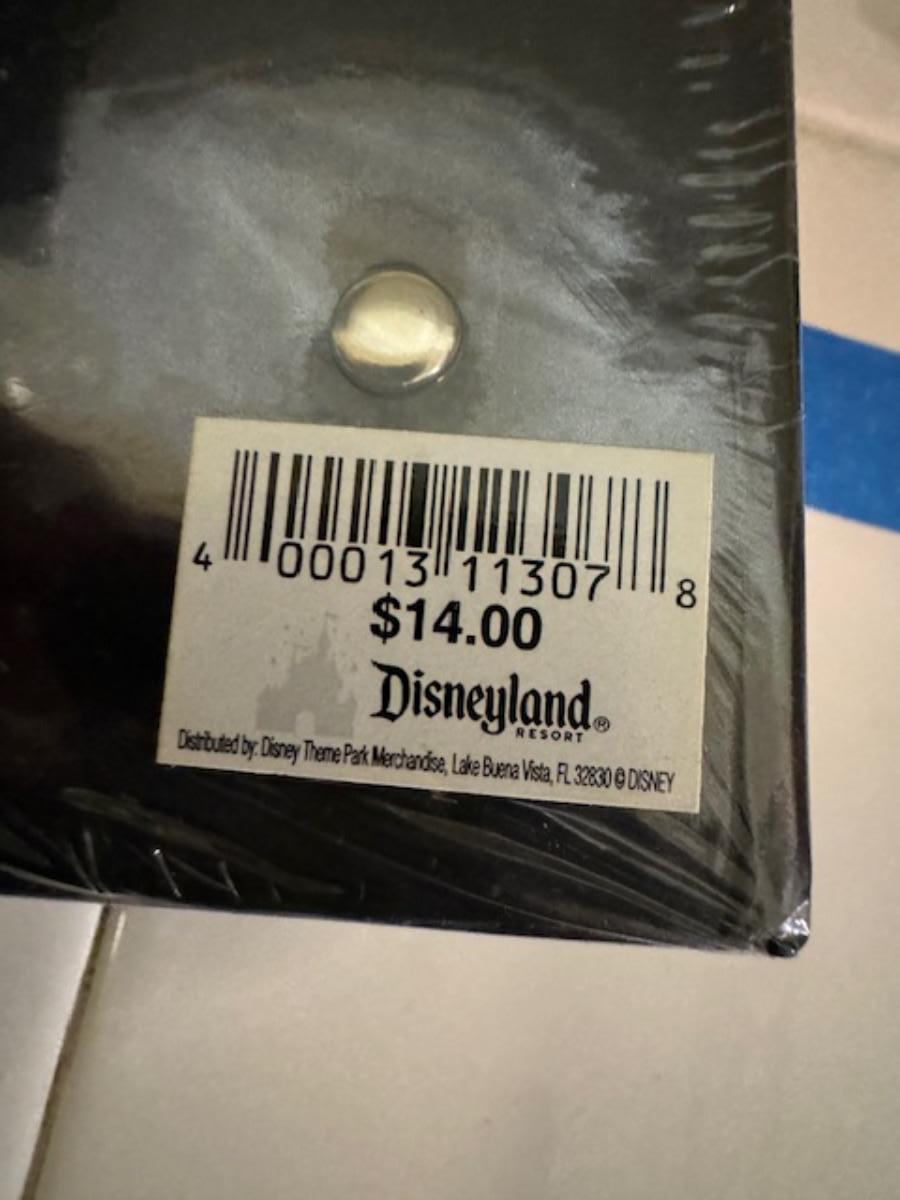 4 00013 11307 8
$14.00
Disneyland®
RESORT
Distributed by: Disney Theme Park Merchandise, Lake Buena Vista, FL 32830 © DISNEY